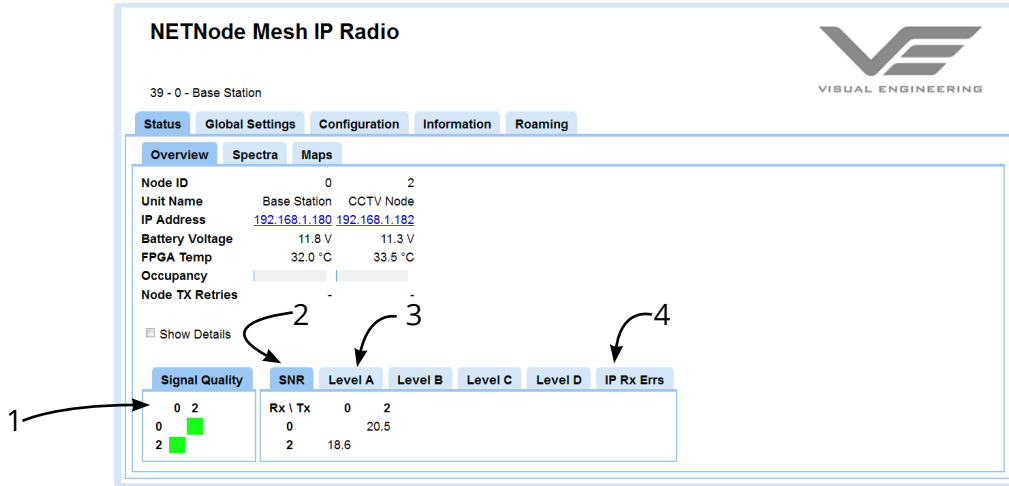 NETNode Mesh IP Radio
VISUAL ENGINEERING
39 - 0 - Base Station
Status Global Settings Configuration Information Roaming
Overview Spectra Maps
Node ID 0 2
Unit Name Base Station CCTV Node
IP Address 192.168.1.180 192.168.1.182
Battery Voltage 11.8 V 11.3 V
FPGA Temp 32.0 °C 33.5 °C
Occupancy
Node TX Retries - -
2 3 4
Show Details
Signal Quality SNR Level A Level B Level C Level D IP Rx Errs
1
0 2 Rx \ Tx 0 2
0 0 20.5
2 2 18.6